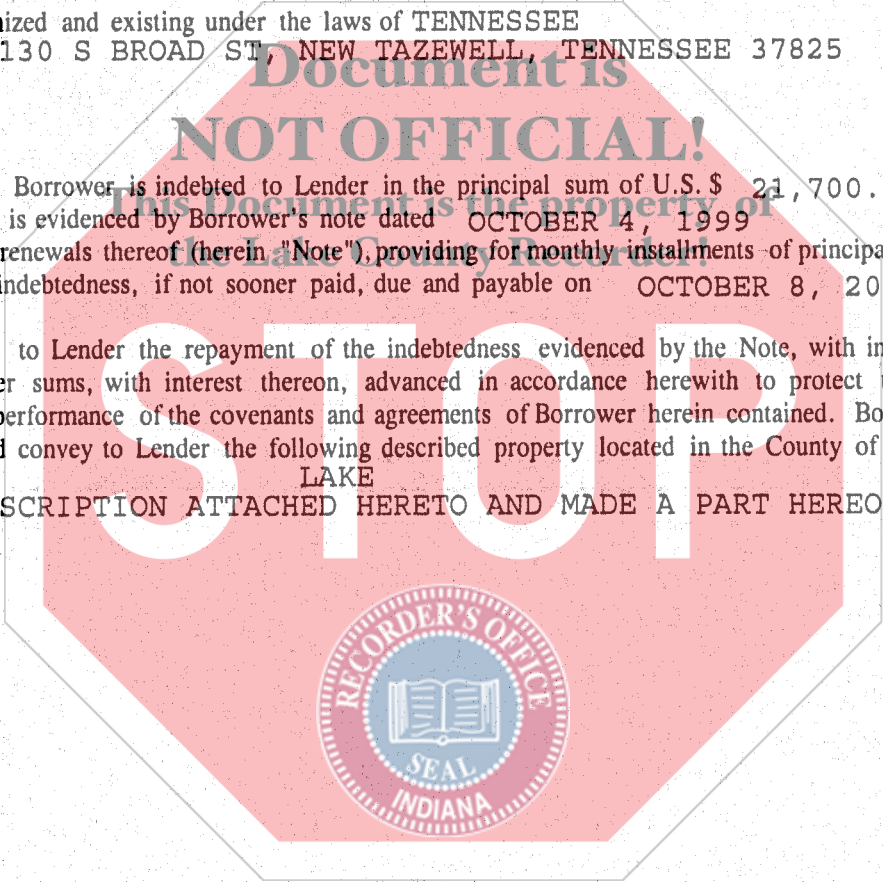 ized and existing under the laws of TENNESSEE
130 S BROAD ST, NEW TAZEWELL, TENNESSEE 37825
Document is
NOT OFFICIAL!
Borrower is indebted to Lender in the principal sum of U.S. $ 21,700.
This Document is the property of
is evidenced by Borrower's note dated OCTOBER 4, 1999
the Lake County Recorder!
renewals thereof (herein "Note"), providing for monthly installments of principa
indebtedness, if not sooner paid, due and payable on OCTOBER 8, 20
to Lender the repayment of the indebtedness evidenced by the Note, with in
er sums, with interest thereon, advanced in accordance herewith to protect
performance of the covenants and agreements of Borrower herein contained. Bo
convey to Lender the following described property located in the County of
LAKE
SCRIPTION ATTACHED HERETO AND MADE A PART HEREO
STOP
RECORDER'S OFFICE
SEAL
INDIANA